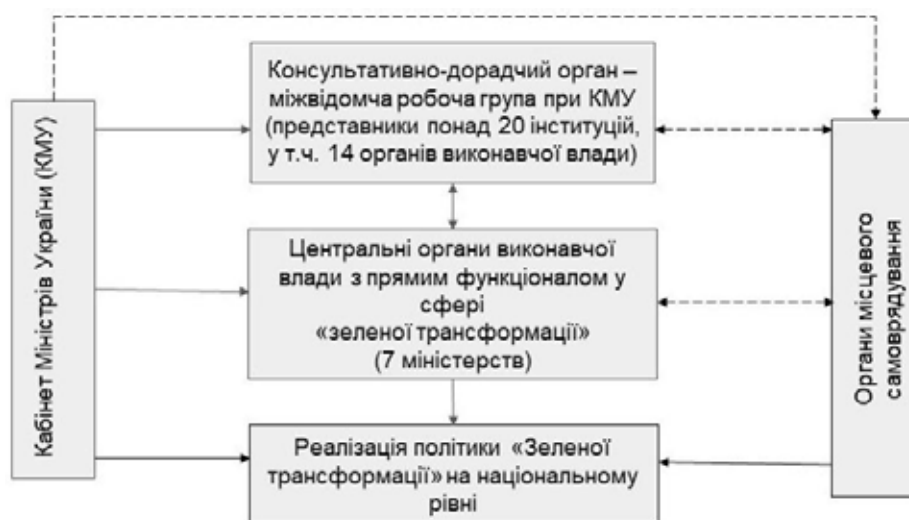 Кабінет Міністрів України (КМУ)
Консультативно-дорадчий орган –
міжвідомча робоча група при КМУ
(представники понад 20 інституцій,
у т.ч. 14 органів виконавчої влади)
Центральні органи виконавчої
влади з прямим функціоналом у
сфері
«зеленої трансформації»
(7 міністерств)
Реалізація політики «Зеленої
трансформації» на національному
рівні
Органи місцевого
самоврядування